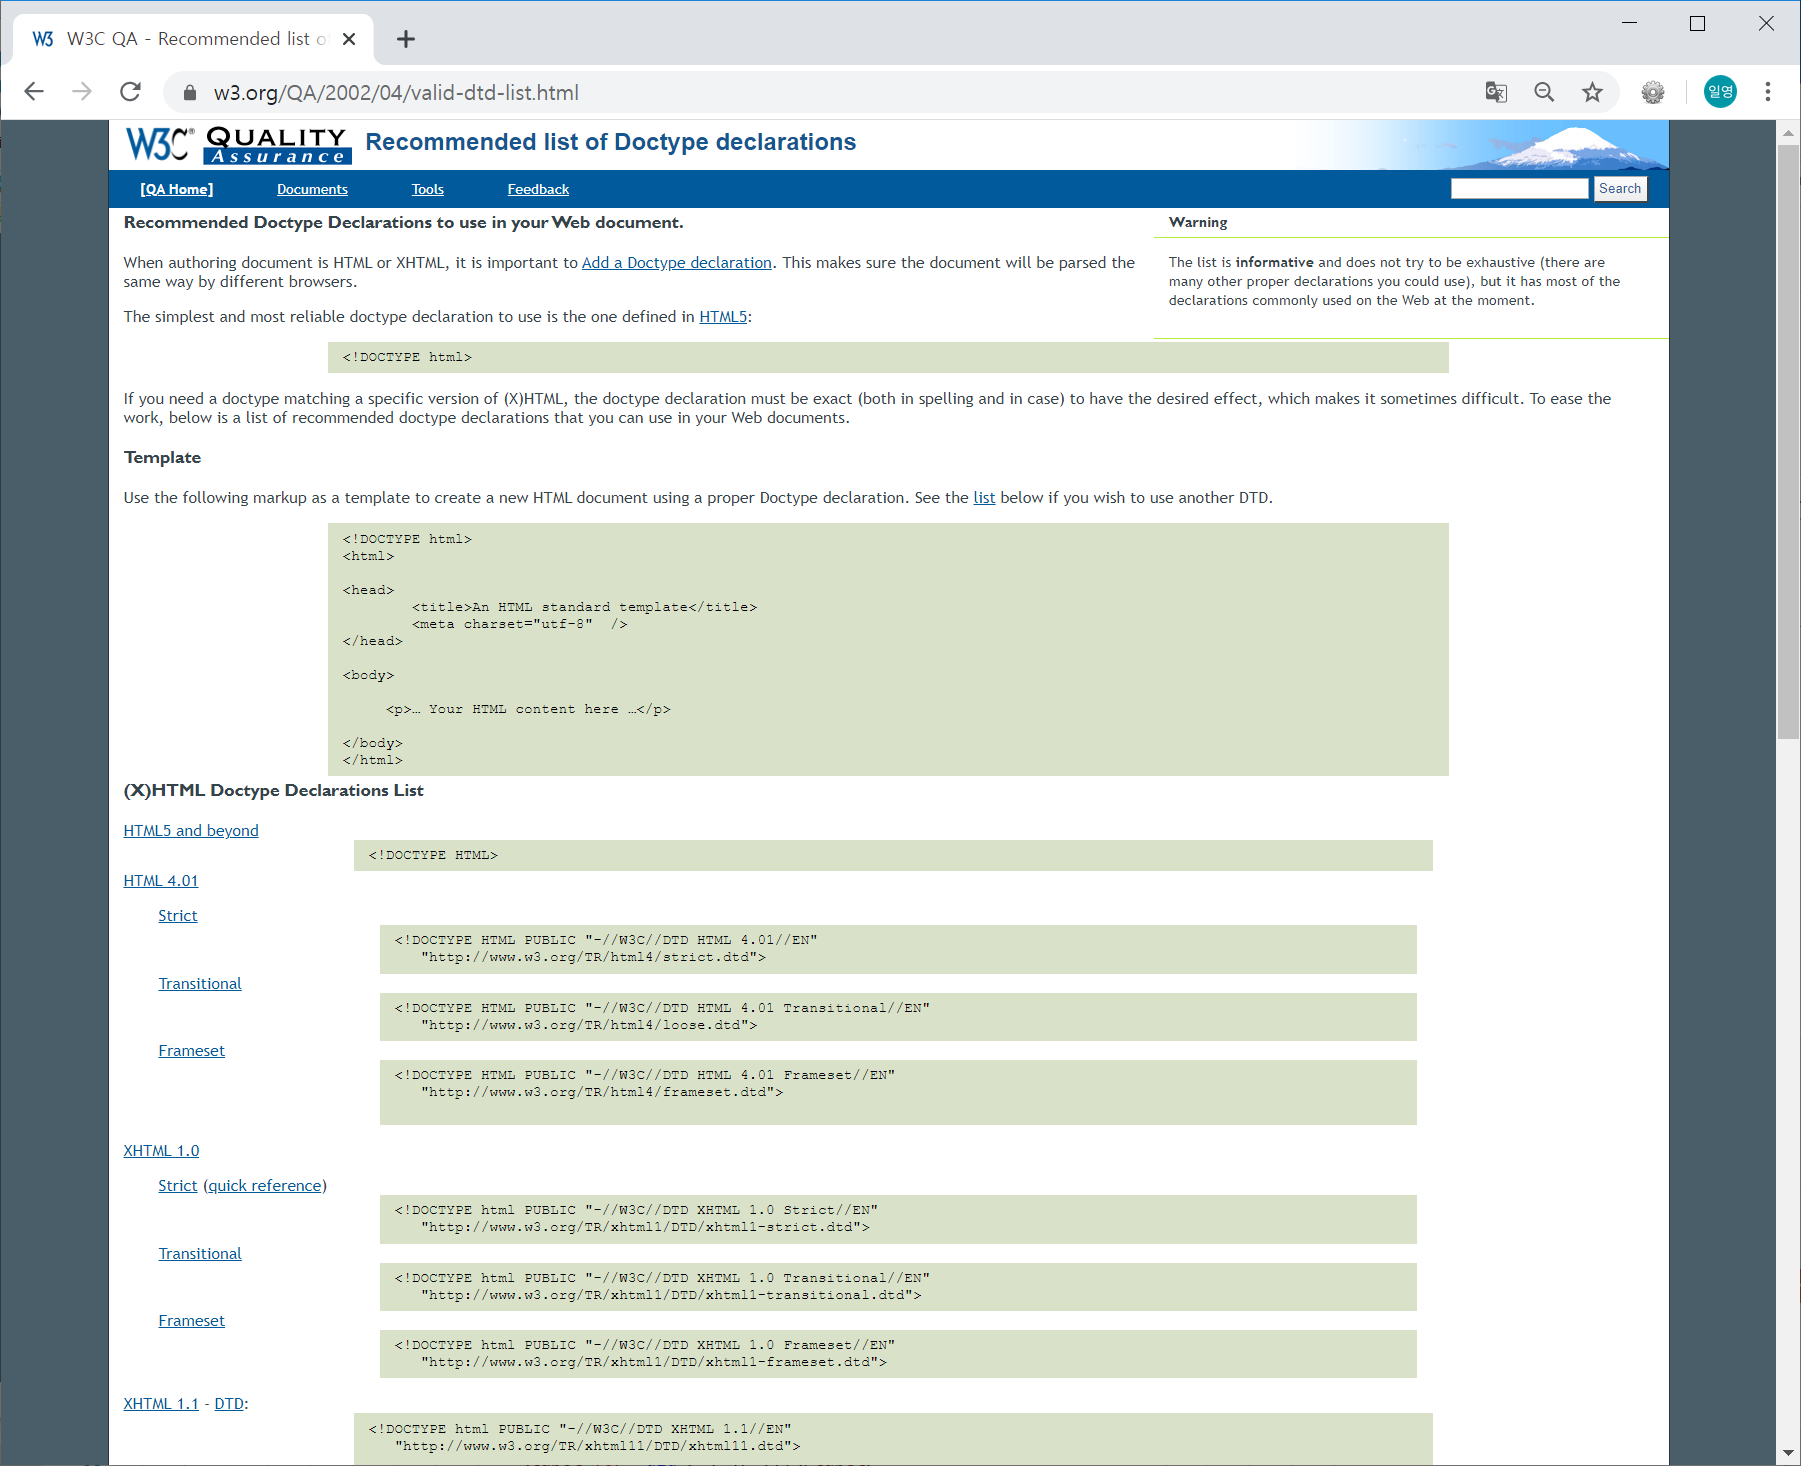 W3C QA - Recommended list of
w3.org/QA/2002/04/valid-dtd-list.html
일영
W3C® QUALITY Assurance Recommended list of Doctype declarations
[QA Home] Documents Tools Feedback Search
Recommended Doctype Declarations to use in your Web document.
When authoring document is HTML or XHTML, it is important to Add a Doctype declaration. This makes sure the document will be parsed the
same way by different browsers.
The simplest and most reliable doctype declaration to use is the one defined in HTML5:
Warning
The list is informative and does not try to be exhaustive (there are
many other proper declarations you could use), but it has most of the
declarations commonly used on the Web at the moment.
<!DOCTYPE html>
If you need a doctype matching a specific version of (X)HTML, the doctype declaration must be exact (both in spelling and in case) to have the desired effect, which makes it sometimes difficult. To ease the
work, below is a list of recommended doctype declarations that you can use in your Web documents.
Template
Use the following markup as a template to create a new HTML document using a proper Doctype declaration. See the list below if you wish to use another DTD.
<!DOCTYPE html>
<html>
<head>
<title>An HTML standard template</title>
<meta charset="utf-8"  />
</head>
<body>
<p>… Your HTML content here …</p>
</body>
</html>
(X)HTML Doctype Declarations List
HTML5 and beyond
<!DOCTYPE HTML>
HTML 4.01
Strict
<!DOCTYPE HTML PUBLIC "-//W3C//DTD HTML 4.01//EN"
"http://www.w3.org/TR/html4/strict.dtd">
Transitional
<!DOCTYPE HTML PUBLIC "-//W3C//DTD HTML 4.01 Transitional//EN"
"http://www.w3.org/TR/html4/loose.dtd">
Frameset
<!DOCTYPE HTML PUBLIC "-//W3C//DTD HTML 4.01 Frameset//EN"
"http://www.w3.org/TR/html4/frameset.dtd">
XHTML 1.0
Strict (quick reference)
<!DOCTYPE html PUBLIC "-//W3C//DTD XHTML 1.0 Strict//EN"
"http://www.w3.org/TR/xhtml1/DTD/xhtml1-strict.dtd">
Transitional
<!DOCTYPE html PUBLIC "-//W3C//DTD XHTML 1.0 Transitional//EN"
"http://www.w3.org/TR/xhtml1/DTD/xhtml1-transitional.dtd">
Frameset
<!DOCTYPE html PUBLIC "-//W3C//DTD XHTML 1.0 Frameset//EN"
"http://www.w3.org/TR/xhtml1/DTD/xhtml1-frameset.dtd">
XHTML 1.1 - DTD:
<!DOCTYPE html PUBLIC "-//W3C//DTD XHTML 1.1//EN"
"http://www.w3.org/TR/xhtml11/DTD/xhtml11.dtd">